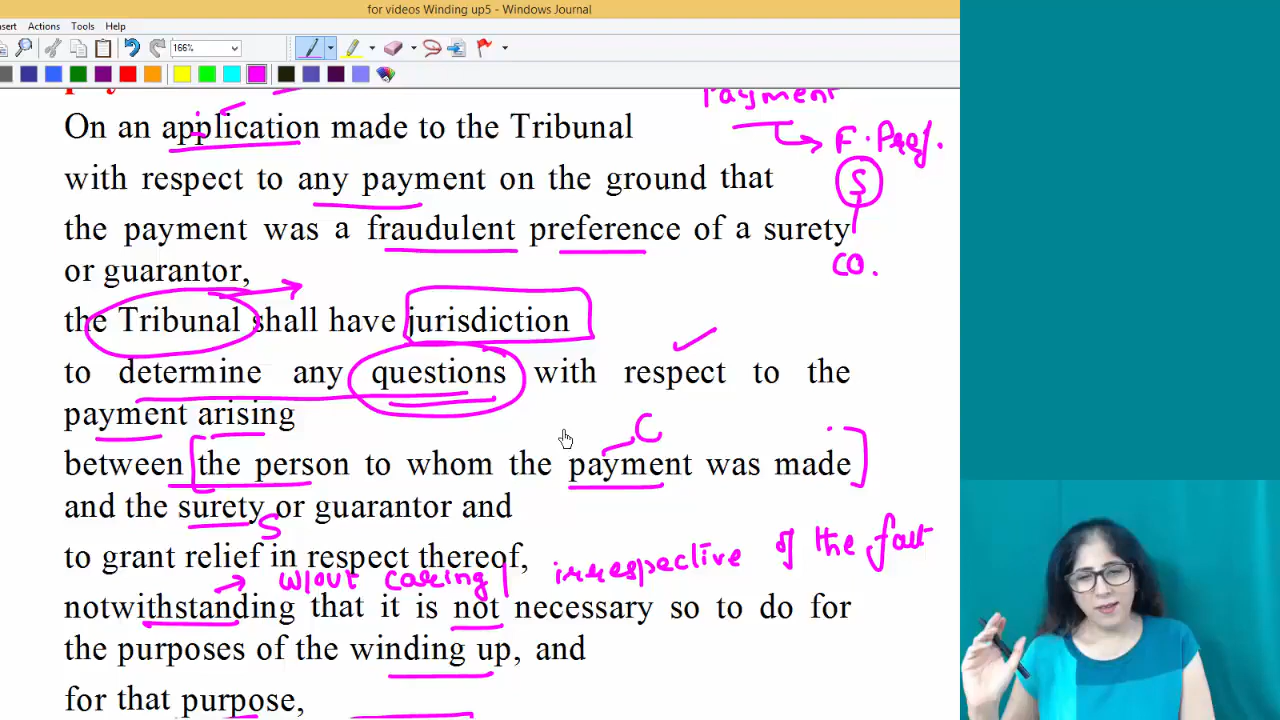 for videos Winding up5 - Windows Journal
nsert Actions Tools Help
166%
Payment
On an application made to the Tribunal
F. Pref.
with respect to any payment on the ground that
S
the payment was a fraudulent preference of a surety
CO.
or guarantor,
the Tribunal shall have jurisdiction
to determine any questions with respect to the
payment arising
C
between the person to whom the payment was made
and the surety or guarantor and
S
to grant relief in respect thereof,
w/out caring / irrespective of the fact
notwithstanding that it is not necessary so to do for
the purposes of the winding up, and
for that purpose,